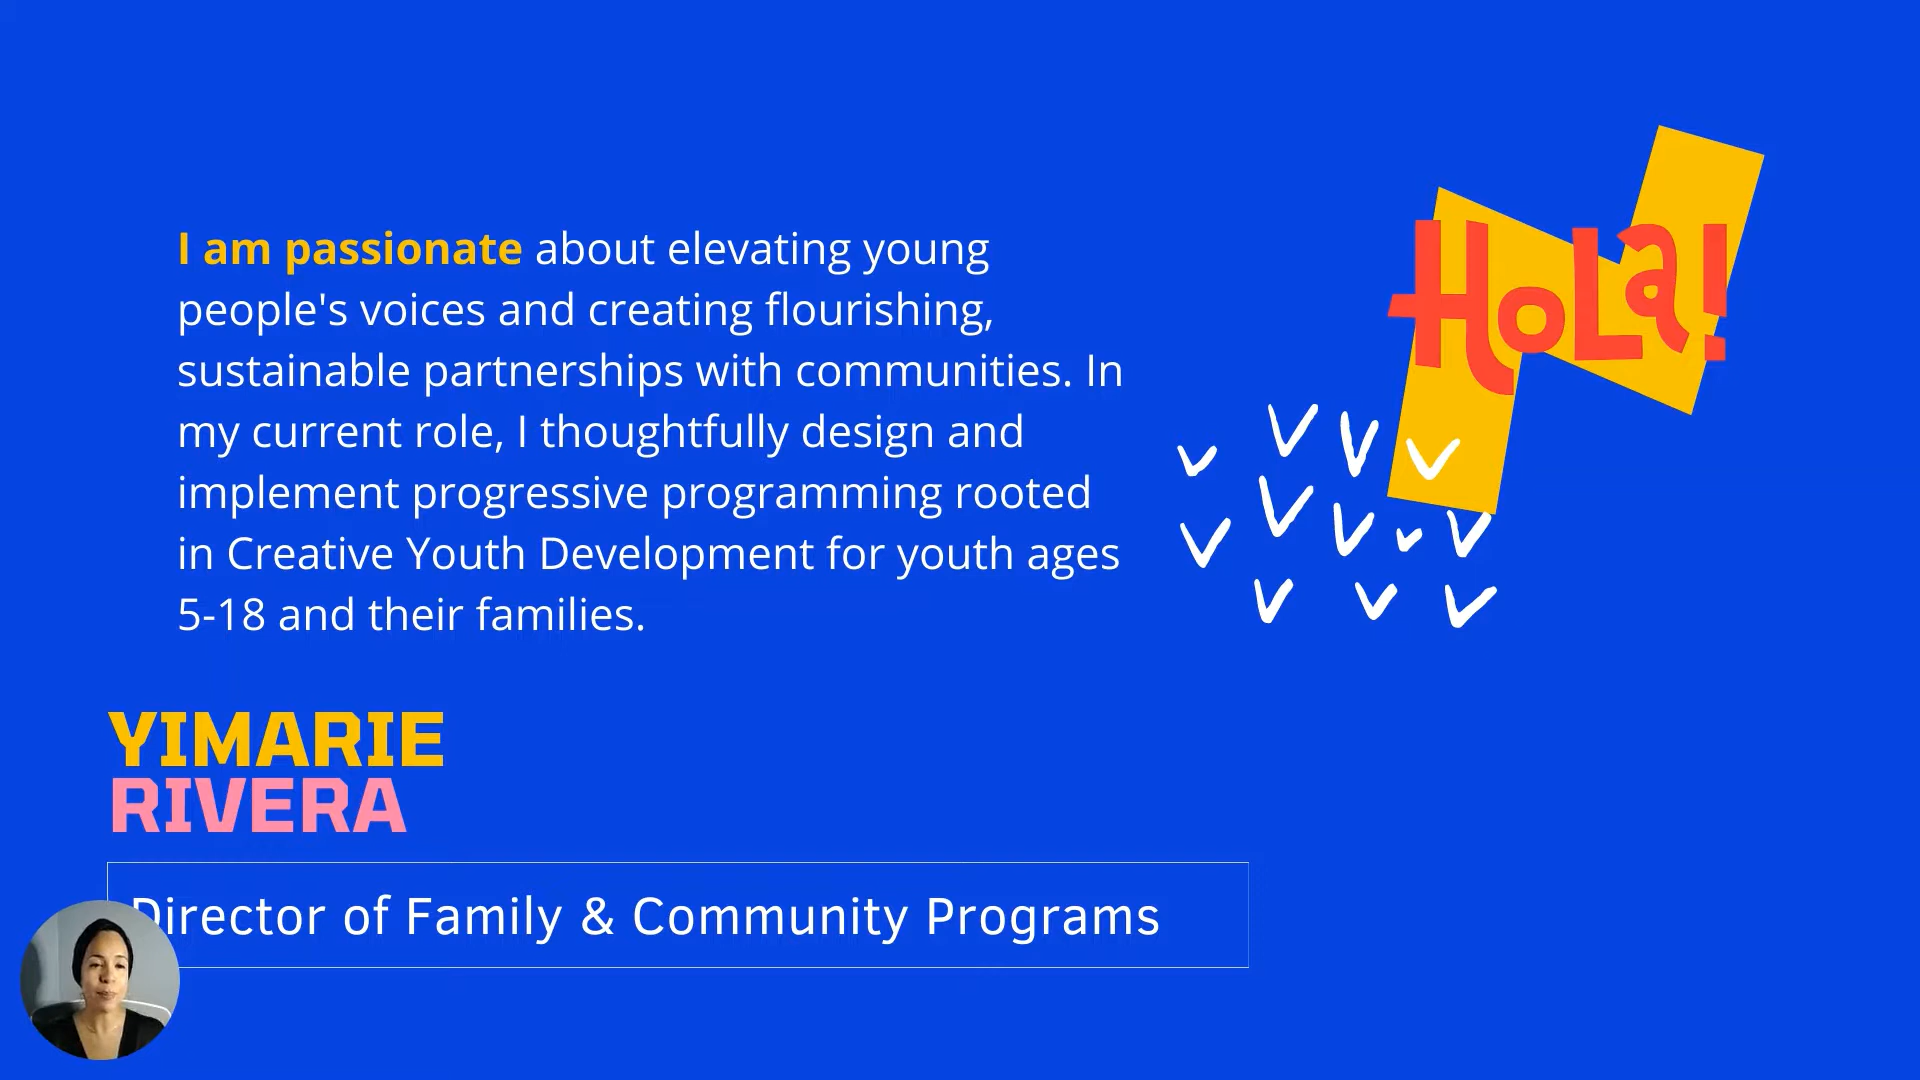 I am passionate about elevating young
people's voices and creating flourishing,
sustainable partnerships with communities. In
my current role, I thoughtfully design and
implement progressive programming rooted
in Creative Youth Development for youth ages
5-18 and their families.
HoLa!
YIMARIE
RIVERA
Director of Family & Community Programs